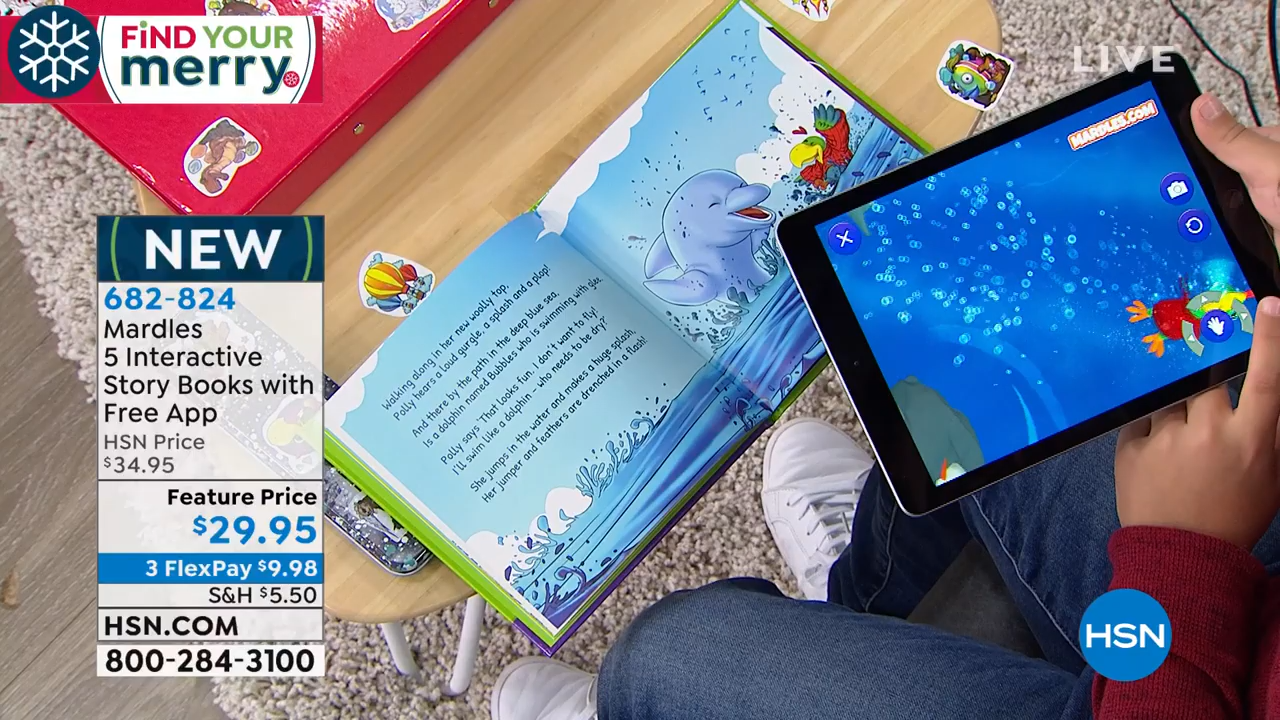 FiND YOUR
merry.
LIVE
MARDLES.COM
NEW
682-824
Mardles
5 Interactive
Story Books with
Free App
HSN Price
$34.95
Feature Price
$29.95
3 FlexPay $9.98
S&H $5.50
HSN.COM
800-284-3100
Walking along in her new woolly top,
Polly hears a loud gurgle, a splash and a plop!
And there by the path in the deep blue sea,
Is a dolphin named Bubbles who is swimming with glee.
Polly says "That looks fun. I don't want to fly!
I'll swim like a dolphin - who needs to be dry?"
She jumps in the water and makes a huge splash,
Her jumper and feathers are drenched in a flash!
HSN